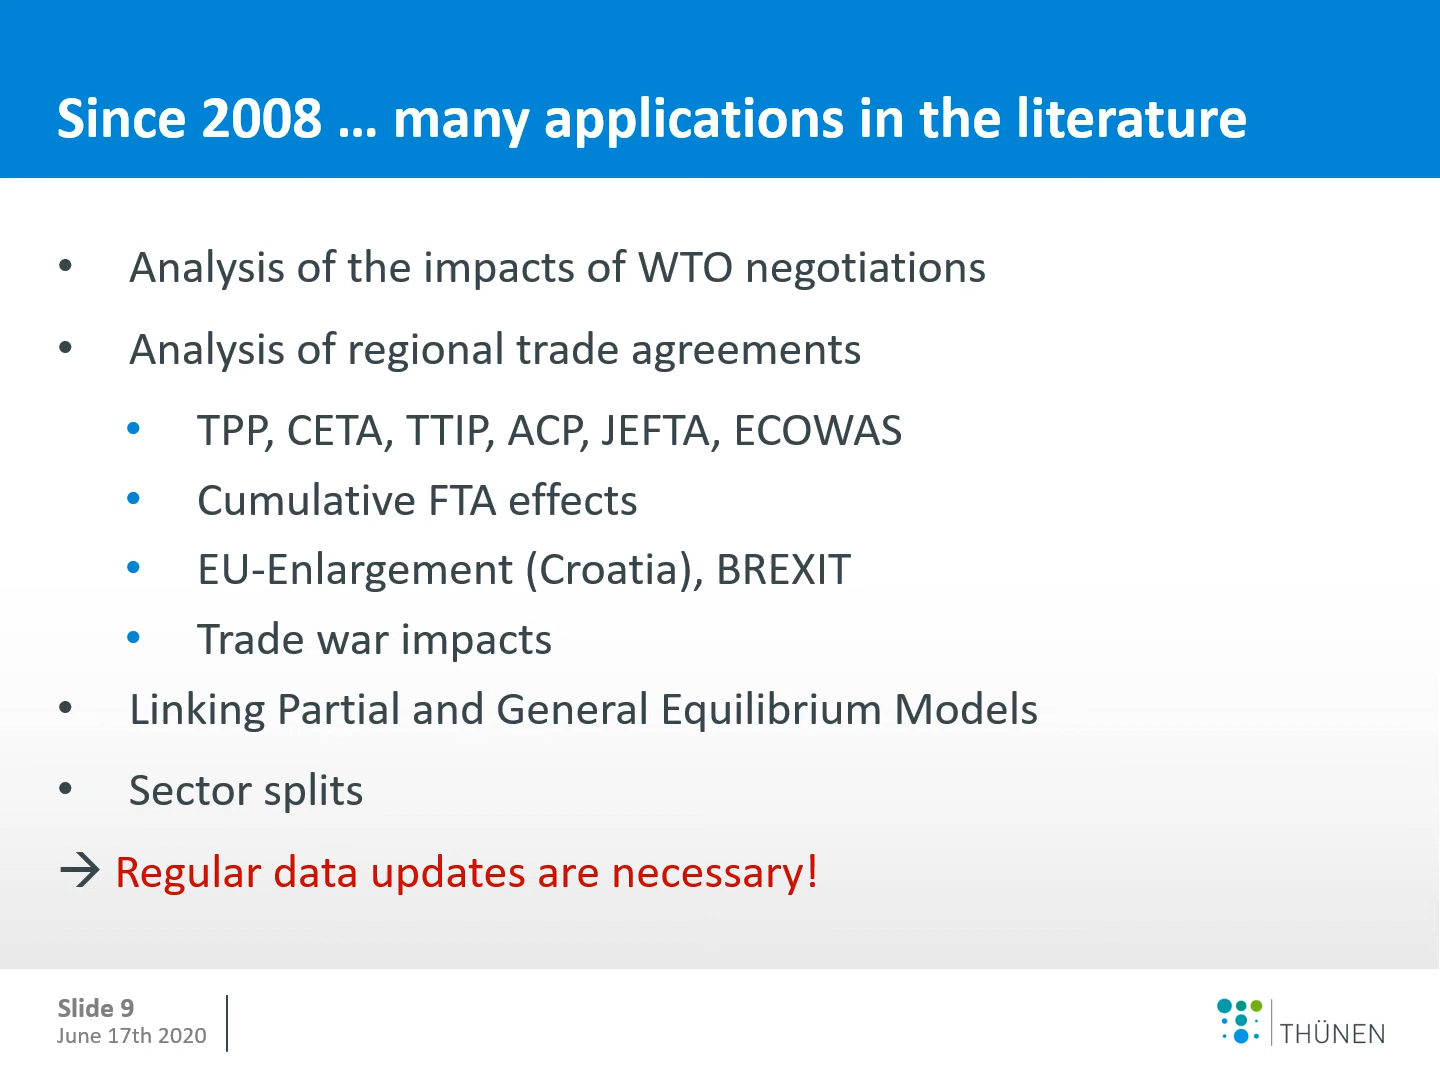 Since 2008 … many applications in the literature
• Analysis of the impacts of WTO negotiations
• Analysis of regional trade agreements
• TPP, CETA, TTIP, ACP, JEFTA, ECOWAS
• Cumulative FTA effects
• EU-Enlargement (Croatia), BREXIT
• Trade war impacts
• Linking Partial and General Equilibrium Models
• Sector splits
→ Regular data updates are necessary!
Slide 9
June 17th 2020
THÜNEN